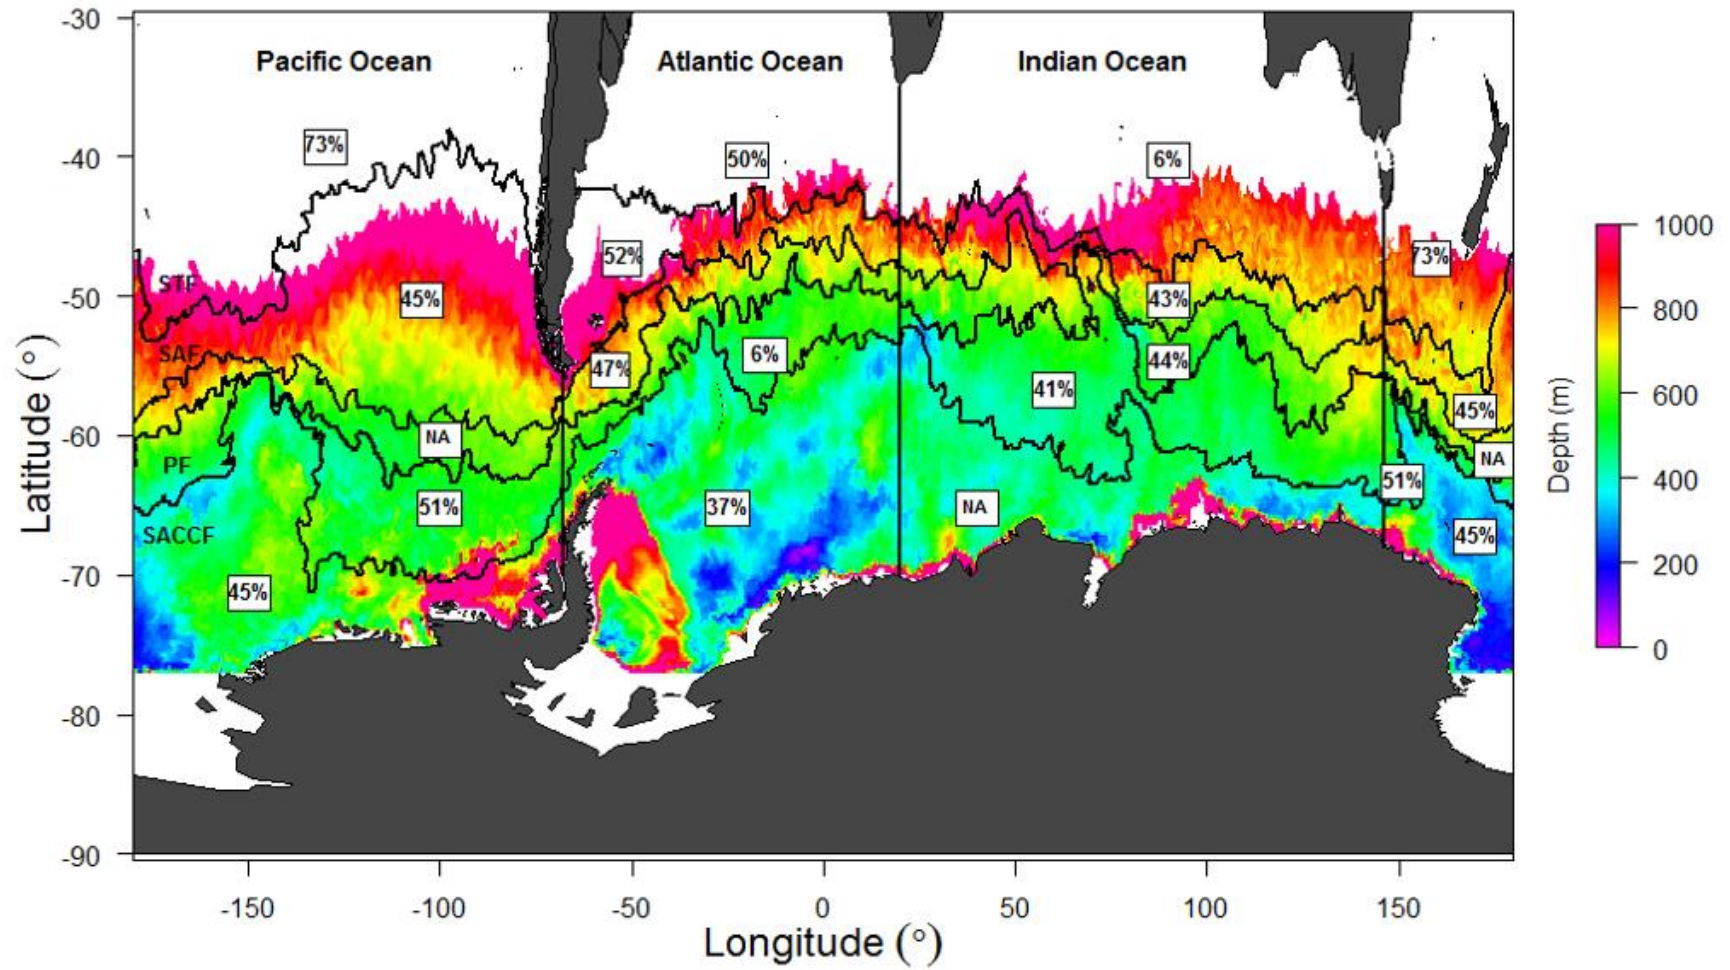 -30
Pacific Ocean
Atlantic Ocean
Indian Ocean
-40
73%
50%
6%
1000
52%
73%
STF
-50
45%
43%
800
SAF
47%
6%
44%
41%
600
45%
-60
NA
NA
PF
51%
400
51%
37%
NA
SACCF
45%
200
-70
45%
0
-80
-90
-150
-100
-50
0
50
100
150
Longitude (°)
Latitude (°)
Depth (m)